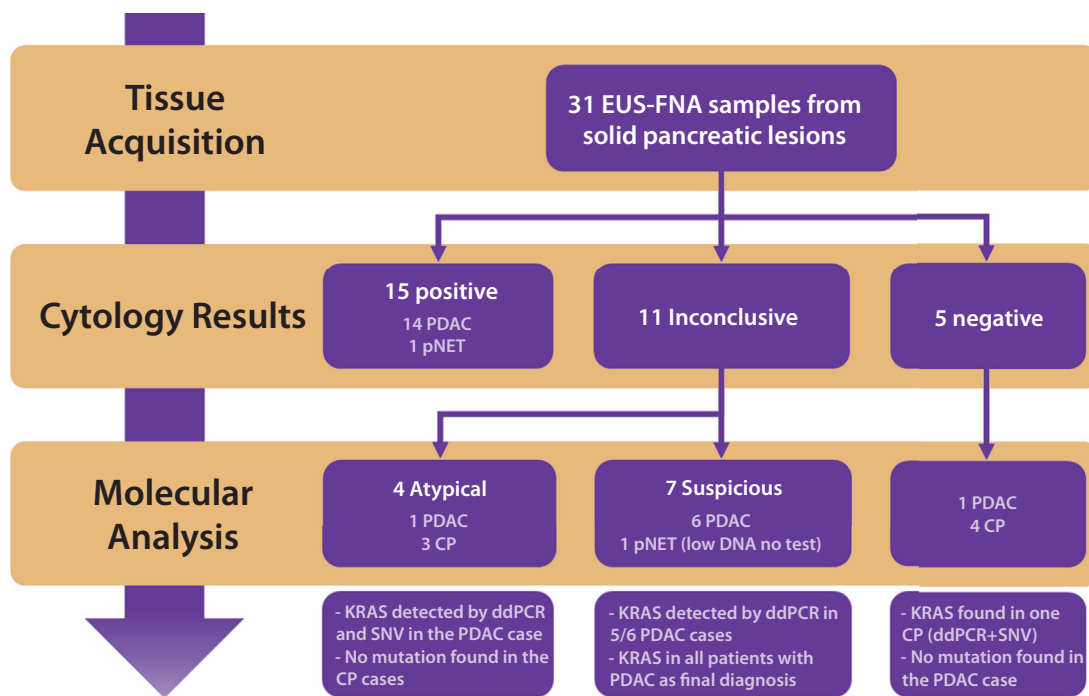 Tissue
Acquisition
31 EUS-FNA samples from
solid pancreatic lesions
Cytology Results
15 positive
14 PDAC
1 pNET
11 Inconclusive
5 negative
Molecular
Analysis
4 Atypical
1 PDAC
3 CP
7 Suspicious
6 PDAC
1 pNET (low DNA no test)
1 PDAC
4 CP
- KRAS detected by ddPCR
and SNV in the PDAC case
- No mutation found in the
CP cases
- KRAS detected by ddPCR in
5/6 PDAC cases
- KRAS in all patients with
PDAC as final diagnosis
- KRAS found in one
CP (ddPCR+SNV)
- No mutation found in
the PDAC case